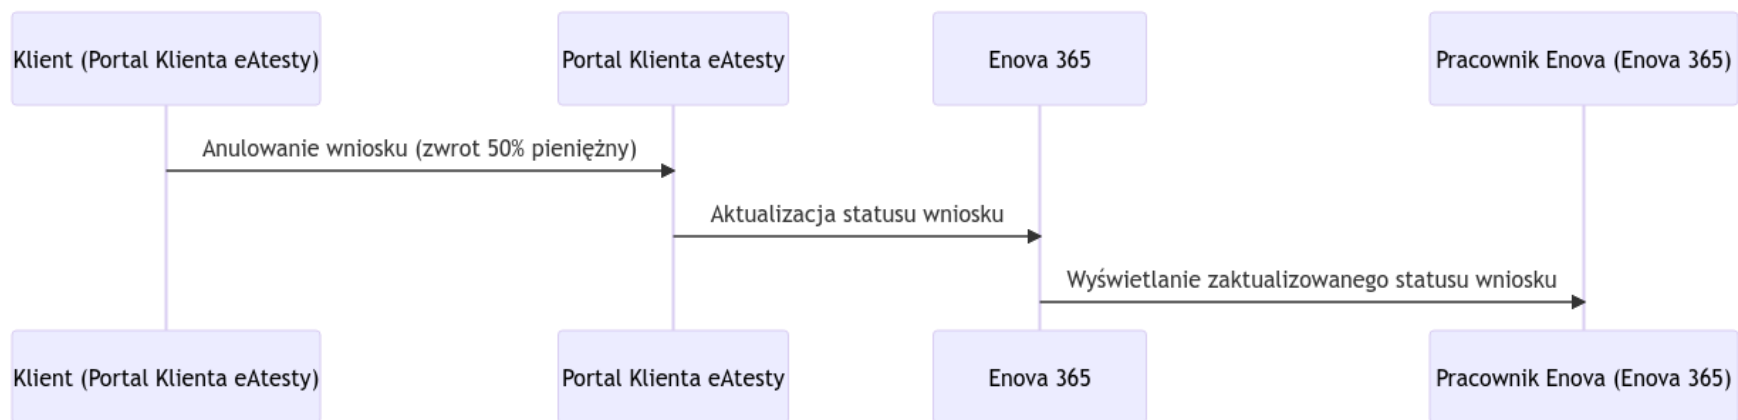 Klient (Portal Klienta eAtesty)
Portal Klienta eAtesty
Enova 365
Pracownik Enova (Enova 365)
Anulowanie wniosku (zwrot 50% pieniężny)
Aktualizacja statusu wniosku
Wyświetlanie zaktualizowanego statusu wniosku
Klient (Portal Klienta eAtesty)
Portal Klienta eAtesty
Enova 365
Pracownik Enova (Enova 365)